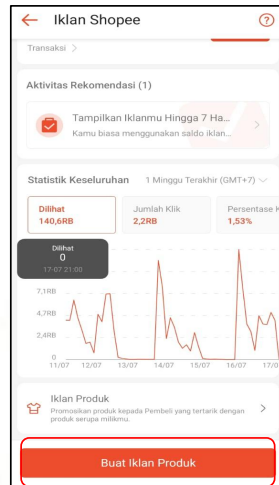 Iklan Shopee
?
Transaksi >
Aktivitas Rekomendasi (1)
Tampilkan Iklanmu Hingga 7 Ha...
Kamu biasa menggunakan saldo iklan...
Statistik Keseluruhan 1 Minggu Terakhir (GMT+7)
Dilihat Jumlah Klik Persentase K
140,6RB 2,2RB 1,53%
Dilihat
0
17-07 21:00
7,1RB
4,7RB
2,4RB
0
11/07 12/07 13/07 14/07 15/07 16/07 17/0
Iklan Produk
Promosikan produk kepada Pembeli yang tertarik dengan
produk serupa milikmu.
Buat Iklan Produk